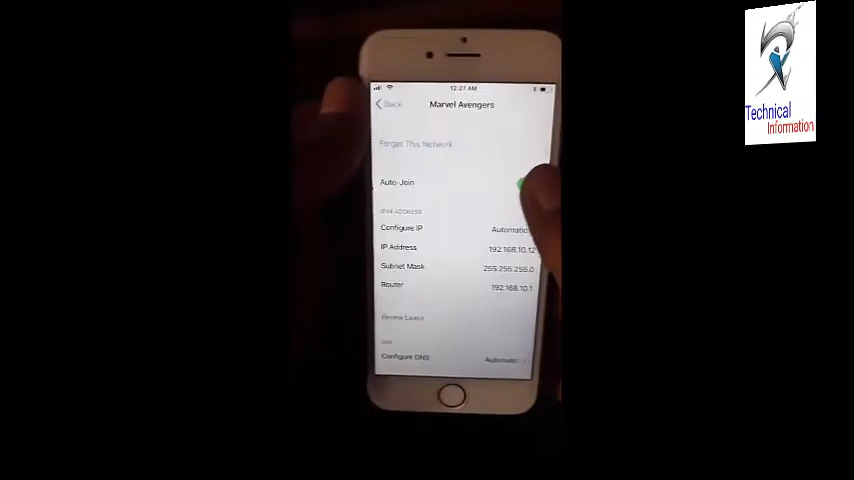 12:27 AM
Back
Marvel Avengers
Forget This Network
Auto-Join
IPV4 ADDRESS
Configure IP Automatic
IP Address 192.168.10.12
Subnet Mask 255.255.255.0
Router 192.168.10.1
Renew Lease
DNS
Configure DNS Automatic
Technical
Information